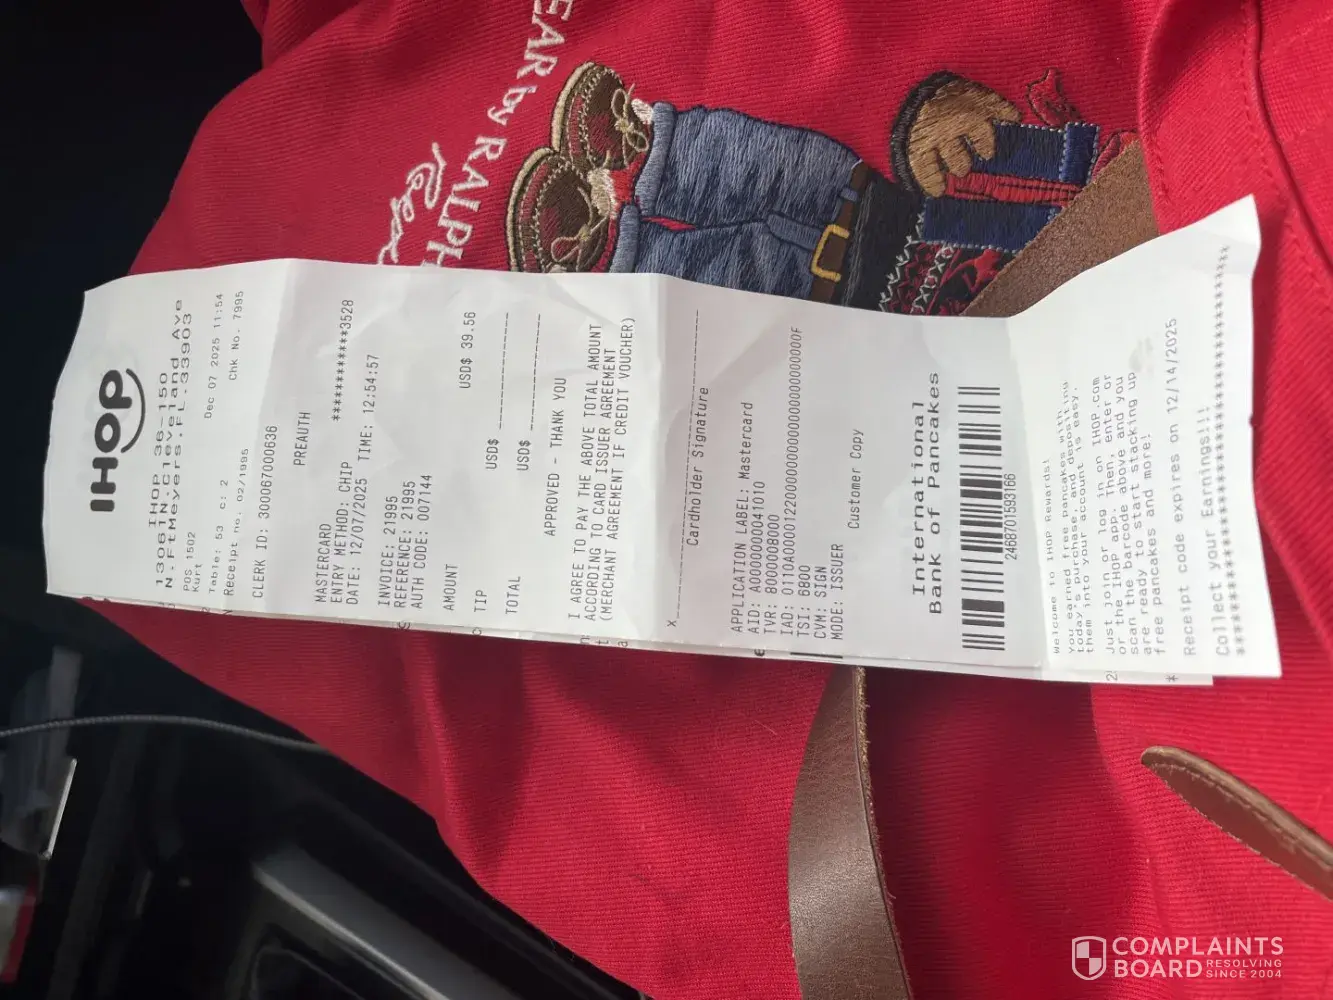 EAR by RALPH
IHOP
IHOP 36-150
13061N.Cleveland Ave
N.FtMeyers.FL.33903
POS 1502 Dec 07 2025 11:54
Kurt
Table: 53 c: 2 Chk No. 7995
Receipt no. 02/1995
CLERK ID: 300067000636
PREAUTH
MASTERCARD ************3528
ENTRY METHOD: CHIP
DATE: 12/07/2025 TIME: 12:54:57
INVOICE: 21995
REFERENCE: 21995
AUTH CODE: 007144
AMOUNT USD$ 39.56
TIP USD$
TOTAL USD$
APPROVED - THANK YOU
I AGREE TO PAY THE ABOVE TOTAL AMOUNT
ACCORDING TO CARD ISSUER AGREEMENT
(MERCHANT AGREEMENT IF CREDIT VOUCHER)
x
Cardholder Signature
APPLICATION LABEL: Mastercard
AID: A0000000041010
TVR: 8000008000
TSI: 6800
CVM: SIGN
MODE: ISSUER
Customer Copy
International
Bank of Pancakes
2468701593166
Welcome to IHOP Rewards!
You earned free pancakes with
today's purchase, and depositing
them into your account is easy.
Just join or log in on IHOP.com
or the IHOP app. Then, enter or
scan the barcode above and you
are ready to start stacking up
free pancakes and more!
Receipt code expires on 12/14/2025
Collect your Earnings!!!
COMPLAINTS
BOARD RESOLVING
SINCE 2004